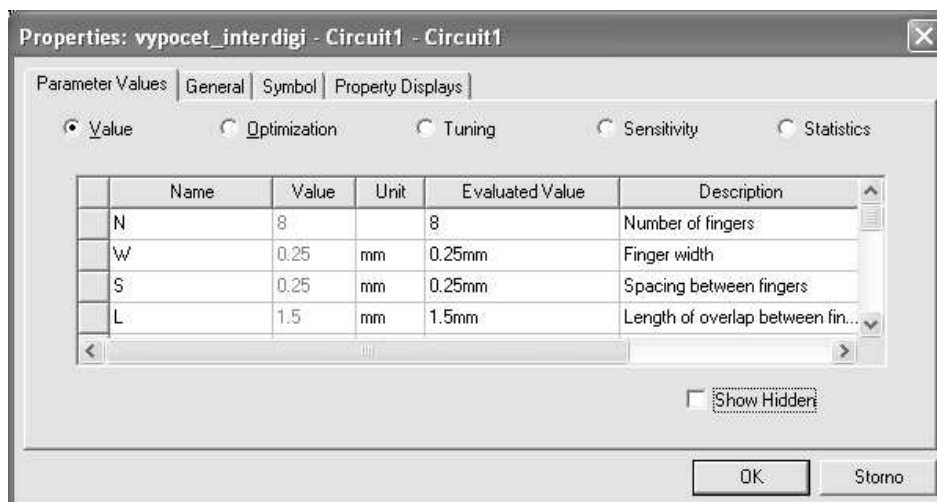 Properties: vypocet_interdigi - Circuit1 - Circuit1
Parameter Values General Symbol Property Displays
Value Optimization Tuning Sensitivity Statistics
Name Value Unit Evaluated Value Description
N 8 8 Number of fingers
W 0.25 mm 0.25mm Finger width
S 0.25 mm 0.25mm Spacing between fingers
L 1.5 mm 1.5mm Length of overlap between fin...
Show Hidden
OK Storno